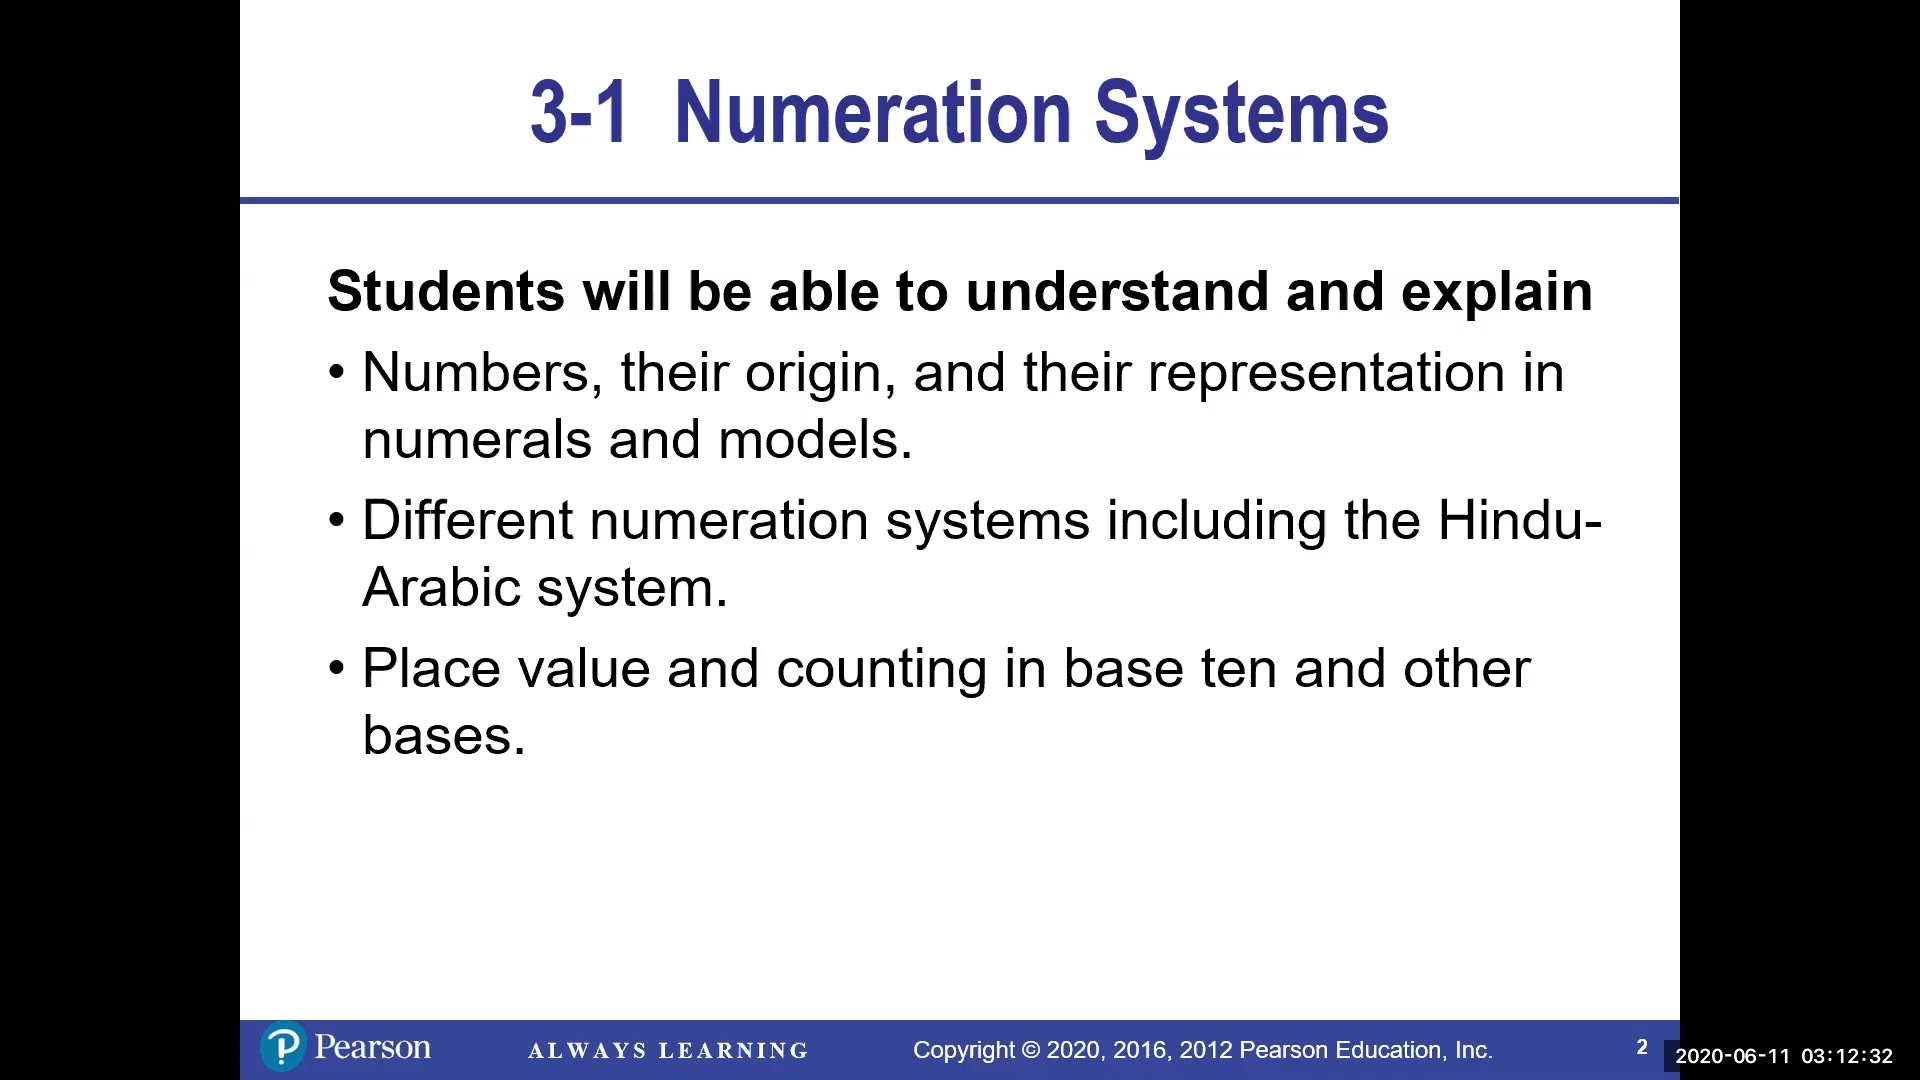 3-1 Numeration Systems
Students will be able to understand and explain
• Numbers, their origin, and their representation in
numerals and models.
• Different numeration systems including the Hindu-
Arabic system.
• Place value and counting in base ten and other
bases.
Pearson
ALWAYS LEARNING
Copyright © 2020, 2016, 2012 Pearson Education, Inc.
2
2020-06-11 03:12:32